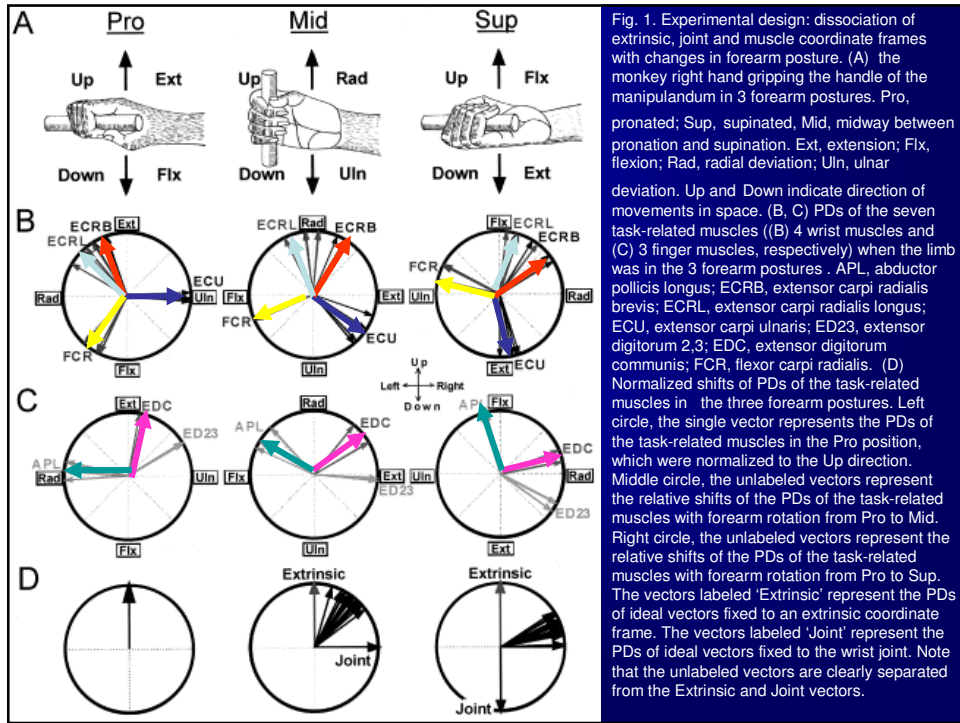 A
Pro
Mid
Sup
Up Ext
Up Rad
Up Flx
Down Flx
Down Uln
Down Ext
B
Ext
ECRB
ECRL
ECU
Rad
Uln
FCR
Flx
Rad
ECRL
ECRB
Flx
Ext
FCR
ECU
Uln
Flx
ECRL
ECRB
FCR
Uln
Rad
Ext
ECU
Up
Left Right
Down
C
Ext
EDC
ED23
APL
Rad
Uln
Flx
Rad
APL
EDC
Flx
Ext
ED23
Uln
APL
Flx
EDC
Uln
Rad
ED23
Ext
D
Extrinsic
Joint
Extrinsic
Joint
Fig. 1. Experimental design: dissociation of
extrinsic, joint and muscle coordinate frames
with changes in forearm posture. (A) the
monkey right hand gripping the handle of the
manipulandum in 3 forearm postures. Pro,
pronated; Sup, supinated, Mid, midway between
pronation and supination. Ext, extension; Flx,
flexion; Rad, radial deviation; Uln, ulnar
deviation. Up and Down indicate direction of
movements in space. (B, C) PDs of the seven
task-related muscles ((B) 4 wrist muscles and
(C) 3 finger muscles, respectively) when the limb
was in the 3 forearm postures . APL, abductor
pollicis longus; ECRB, extensor carpi radialis
brevis; ECRL, extensor carpi radialis longus;
ECU, extensor carpi ulnaris; ED23, extensor
digitorum 2,3; EDC, extensor digitorum
communis; FCR, flexor carpi radialis. (D)
Normalized shifts of PDs of the task-related
muscles in the three forearm postures. Left
circle, the single vector represents the PDs of
the task-related muscles in the Pro position,
which were normalized to the Up direction.
Middle circle, the unlabeled vectors represent
the relative shifts of the PDs of the task-related
muscles with forearm rotation from Pro to Mid.
Right circle, the unlabeled vectors represent the
relative shifts of the PDs of the task-related
muscles with forearm rotation from Pro to Sup.
The vectors labeled 'Extrinsic' represent the PDs
of ideal vectors fixed to an extrinsic coordinate
frame. The vectors labeled 'Joint' represent the
PDs of ideal vectors fixed to the wrist joint. Note
that the unlabeled vectors are clearly separated
from the Extrinsic and Joint vectors.